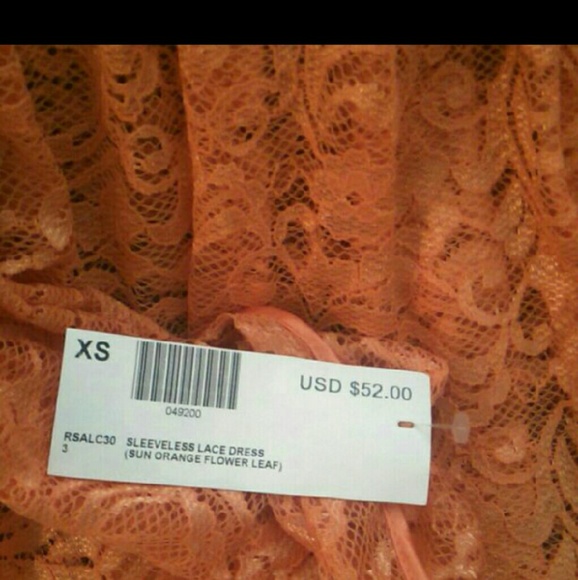 XS
USD $52.00
049200
RSALC30 SLEEVELESS LACE DRESS
3 (SUN ORANGE FLOWER LEAF)